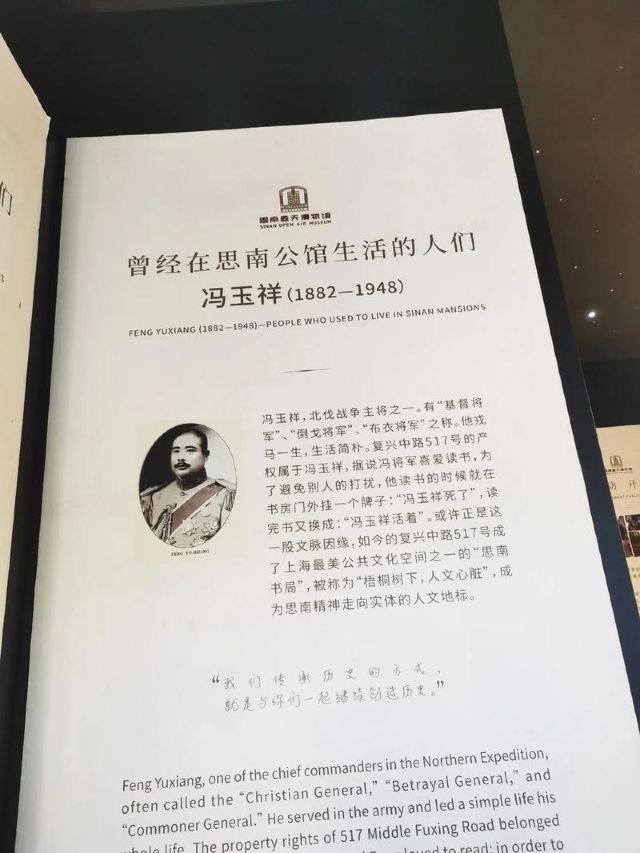 思南露天博物馆
SINAN OPEN AIR MUSEUM
曾经在思南公馆生活的人们
冯玉祥(1882—1948)
FENG YUXIANG (1882—1948)—PEOPLE WHO USED TO LIVE IN SINAN MANSIONS
冯玉祥，北伐战争主将之一。有“基督将
军”、“倒戈将军”、“布衣将军”之称。他戎
马一生，生活简朴。复兴中路517号的产
权属于冯玉祥，据说冯将军喜爱读书，为
了避免别人的打扰，他读书的时候就在
书房门外挂一个牌子：“冯玉祥死了”，读
完书又换成：“冯玉祥活着”。或许正是这
一股文脉因缘，如今的复兴中路517号成
了上海最美公共文化空间之一的“思南
书局”，被称为“梧桐树下，人文心脏”，成
为思南精神走向实体的人文地标。
FENG YU-HSIANG
“我们传承历史的方式，
就是与你们一起继续创造历史。”
Feng Yuxiang, one of the chief commanders in the Northern Expedition,
often called the “Christian General,” “Betrayal General,” and
“Commoner General.” He served in the army and led a simple life his
whole life. The property rights of 517 Middle Fuxing Road belonged
loved to read; in order to
们
动 开